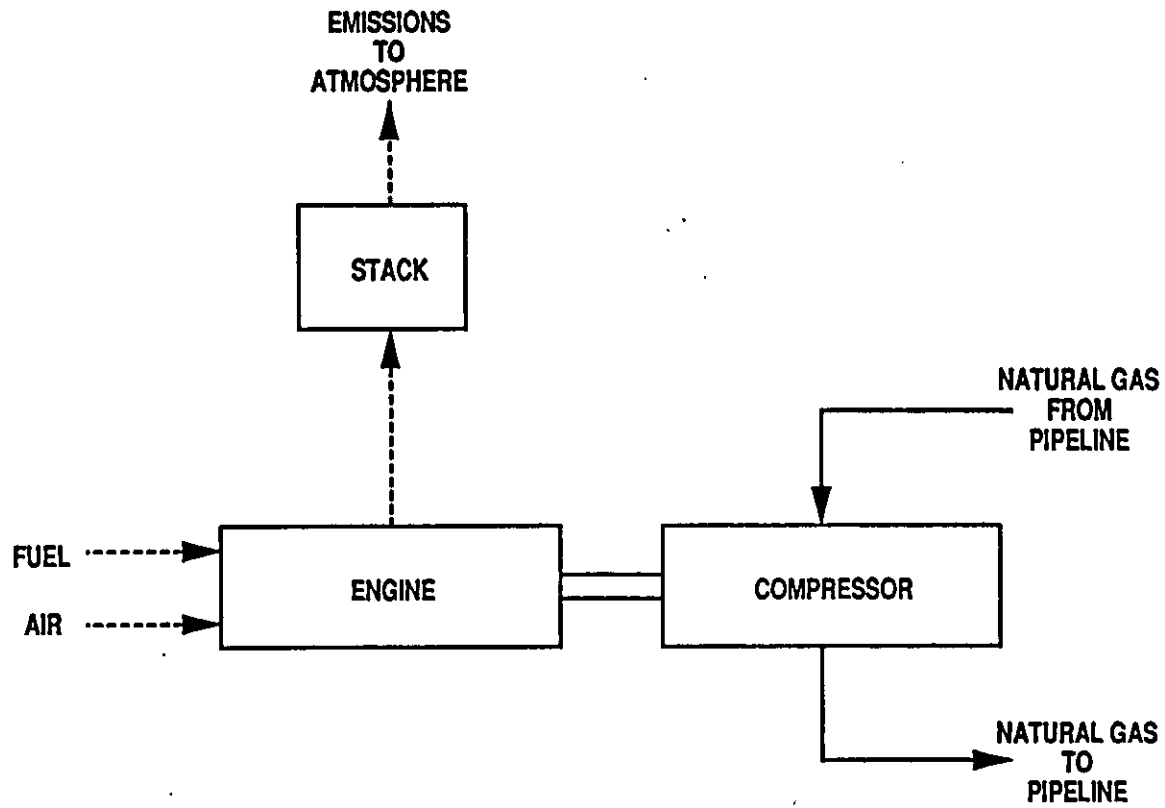 EMISSIONS
TO
ATMOSPHERE
STACK
NATURAL GAS
FROM
PIPELINE
FUEL
AIR
ENGINE
COMPRESSOR
NATURAL GAS
TO
PIPELINE